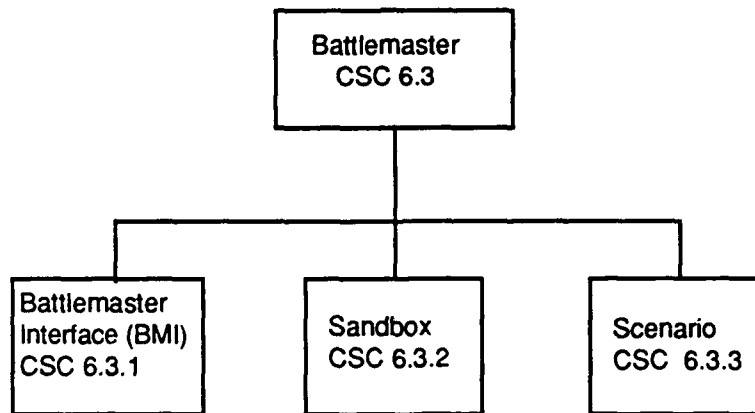 Battlemaster
CSC 6.3
Battlemaster
Interface (BMI)
CSC 6.3.1
Sandbox
CSC 6.3.2
Scenario
CSC 6.3.3